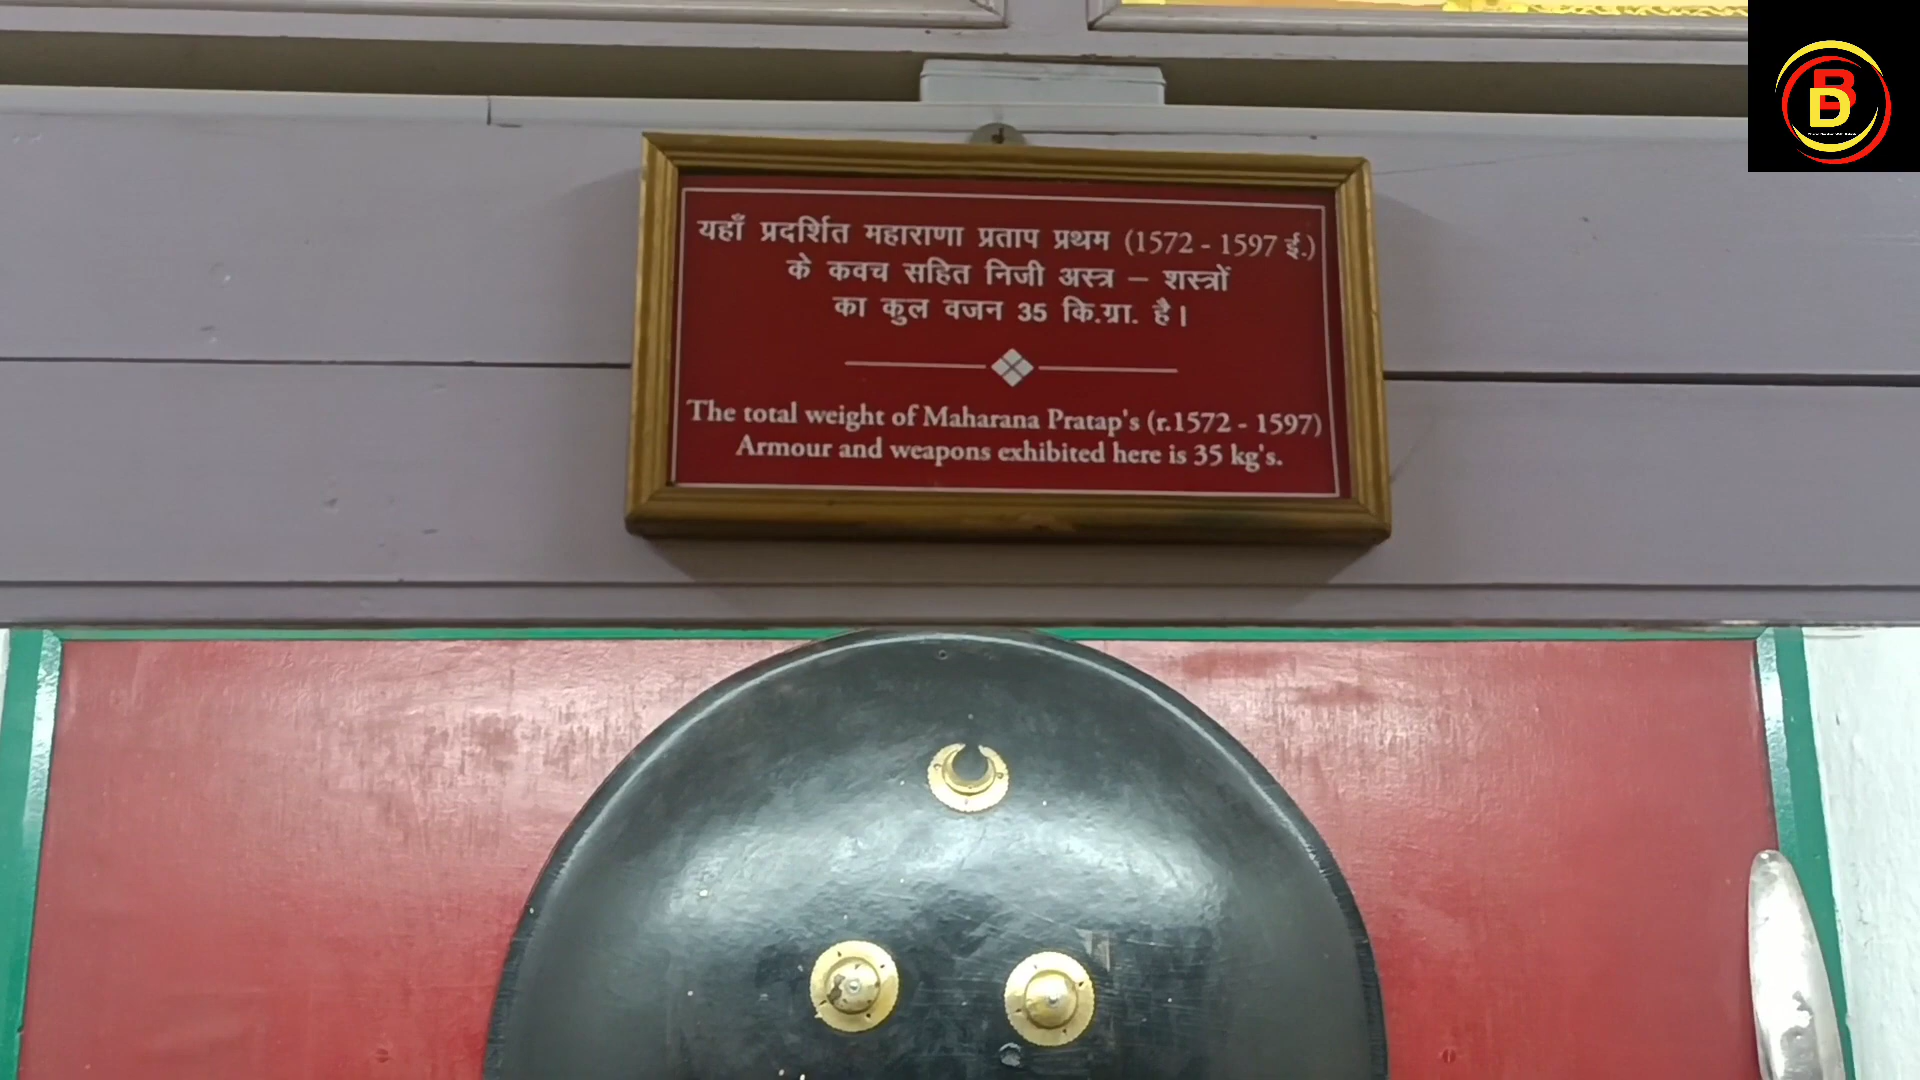 यहाँ प्रदर्शित महाराणा प्रताप प्रथम (1572 - 1597 ई.)
के कवच सहित निजी अस्त्र – शस्त्रों
का कुल वजन 35 कि.ग्रा. है।
The total weight of Maharana Pratap's (r.1572 - 1597)
Armour and weapons exhibited here is 35 kg's.
BD